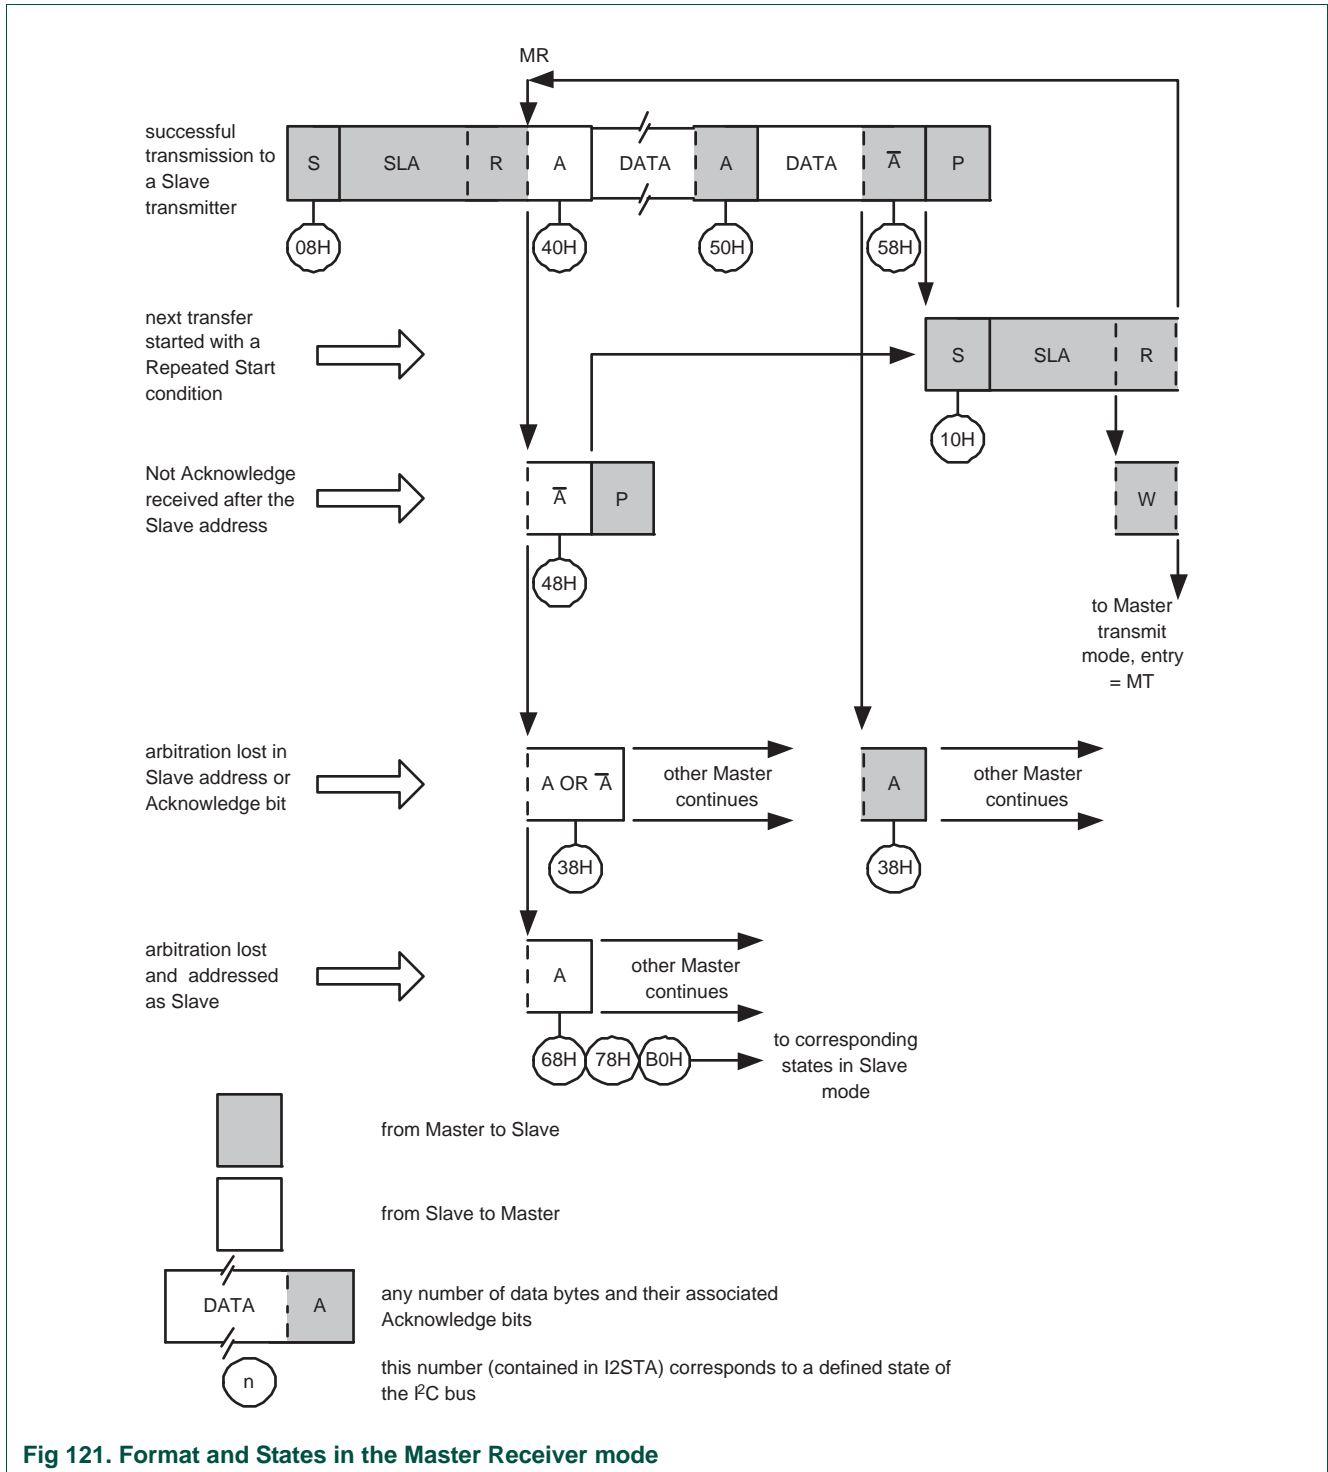 MR
successful
transmission to
a Slave
transmitter
S SLA R A DATA A DATA A̅ P
08H 40H 50H 58H
next transfer
started with a
Repeated Start
condition
S SLA R
10H
Not Acknowledge
received after the
Slave address
A̅ P
W
48H
to Master
transmit
mode, entry
= MT
arbitration lost in
Slave address or
Acknowledge bit
A OR A̅
other Master
continues
A
other Master
continues
38H 38H
arbitration lost
and addressed
as Slave
A
other Master
continues
68H 78H B0H
to corresponding
states in Slave
mode
from Master to Slave
from Slave to Master
DATA A
any number of data bytes and their associated
Acknowledge bits
n
this number (contained in I2STA) corresponds to a defined state of
the I²C bus
Fig 121. Format and States in the Master Receiver mode